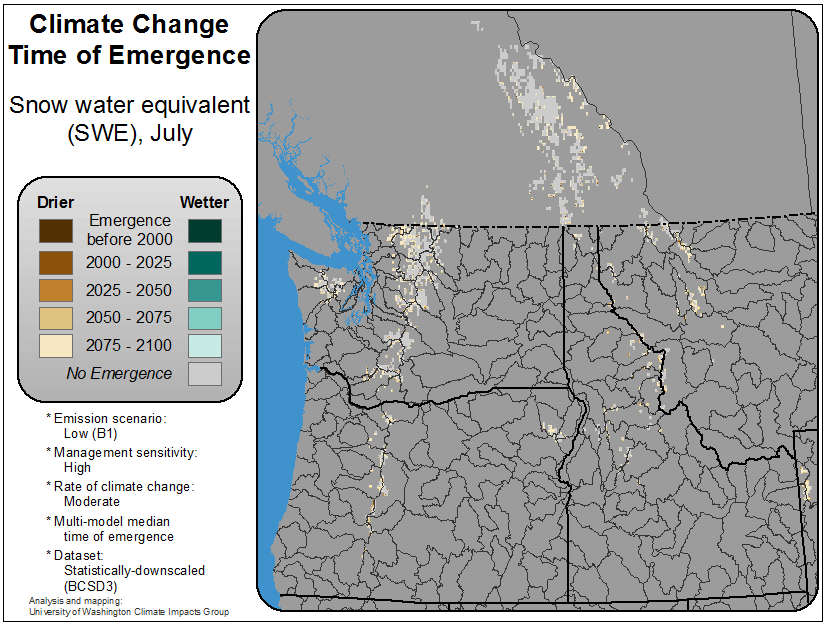 Climate Change
Time of Emergence
Snow water equivalent
(SWE), July
Drier
Wetter
Emergence
before 2000
2000 - 2025
2025 - 2050
2050 - 2075
2075 - 2100
No Emergence
* Emission scenario:
Low (B1)
* Management sensitivity:
High
* Rate of climate change:
Moderate
* Multi-model median
time of emergence
* Dataset:
Statistically-downscaled
(BCSD3)
Analysis and mapping:
University of Washington Climate Impacts Group